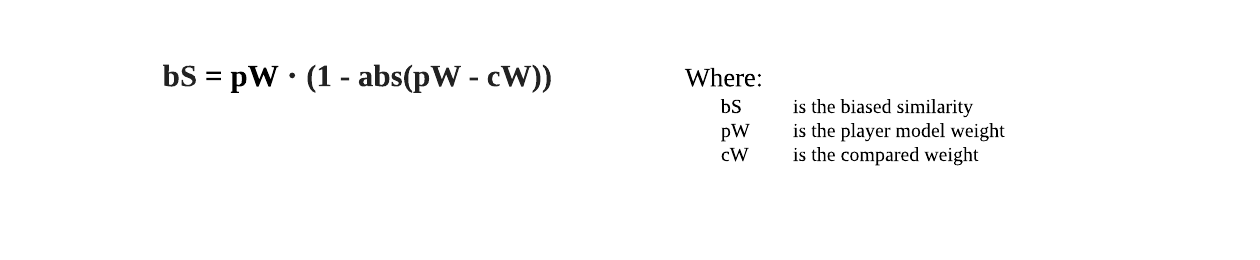 bS = pW · (1 - abs(pW - cW))
Where:
bS is the biased similarity
pW is the player model weight
cW is the compared weight